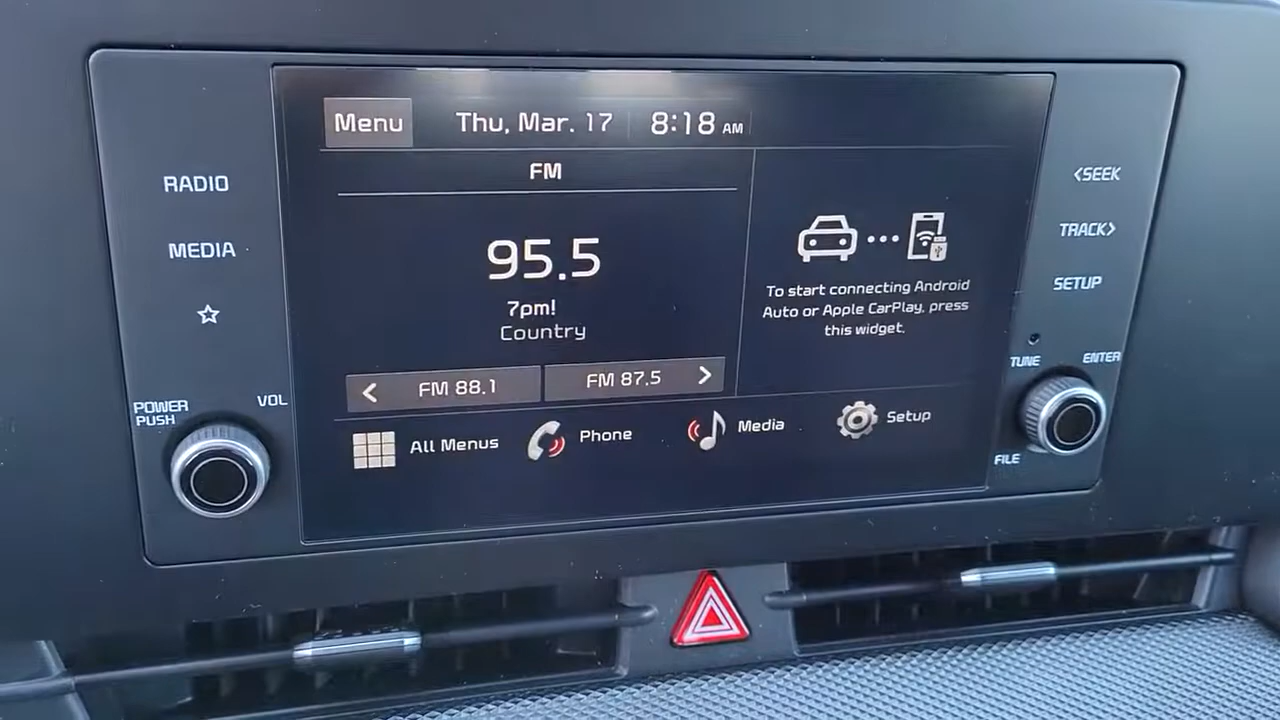 RADIO
MEDIA
POWER
PUSH
VOL
Menu
Thu, Mar. 17
8:18 AM
FM
95.5
7pm!
Country
< FM 88.1
FM 87.5 >
To start connecting Android
Auto or Apple CarPlay, press
this widget.
All Menus
Phone
Media
Setup
<SEEK
TRACK>
SETUP
TUNE
ENTER
FILE